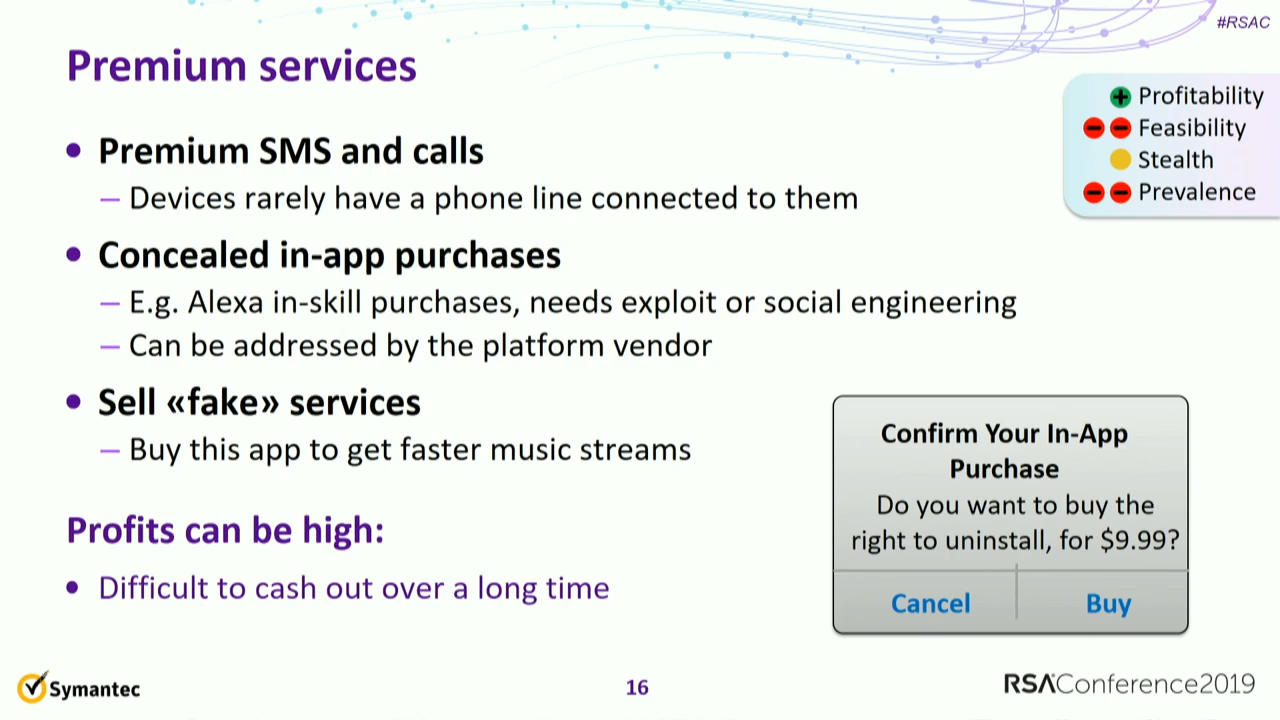 #RSAC
Premium services
Profitability
Feasibility
Stealth
Prevalence
• Premium SMS and calls
– Devices rarely have a phone line connected to them
• Concealed in-app purchases
– E.g. Alexa in-skill purchases, needs exploit or social engineering
– Can be addressed by the platform vendor
• Sell «fake» services
– Buy this app to get faster music streams
Profits can be high:
• Difficult to cash out over a long time
Confirm Your In-App
Purchase
Do you want to buy the
right to uninstall, for $9.99?
Cancel
Buy
Symantec
16
RSAConference2019